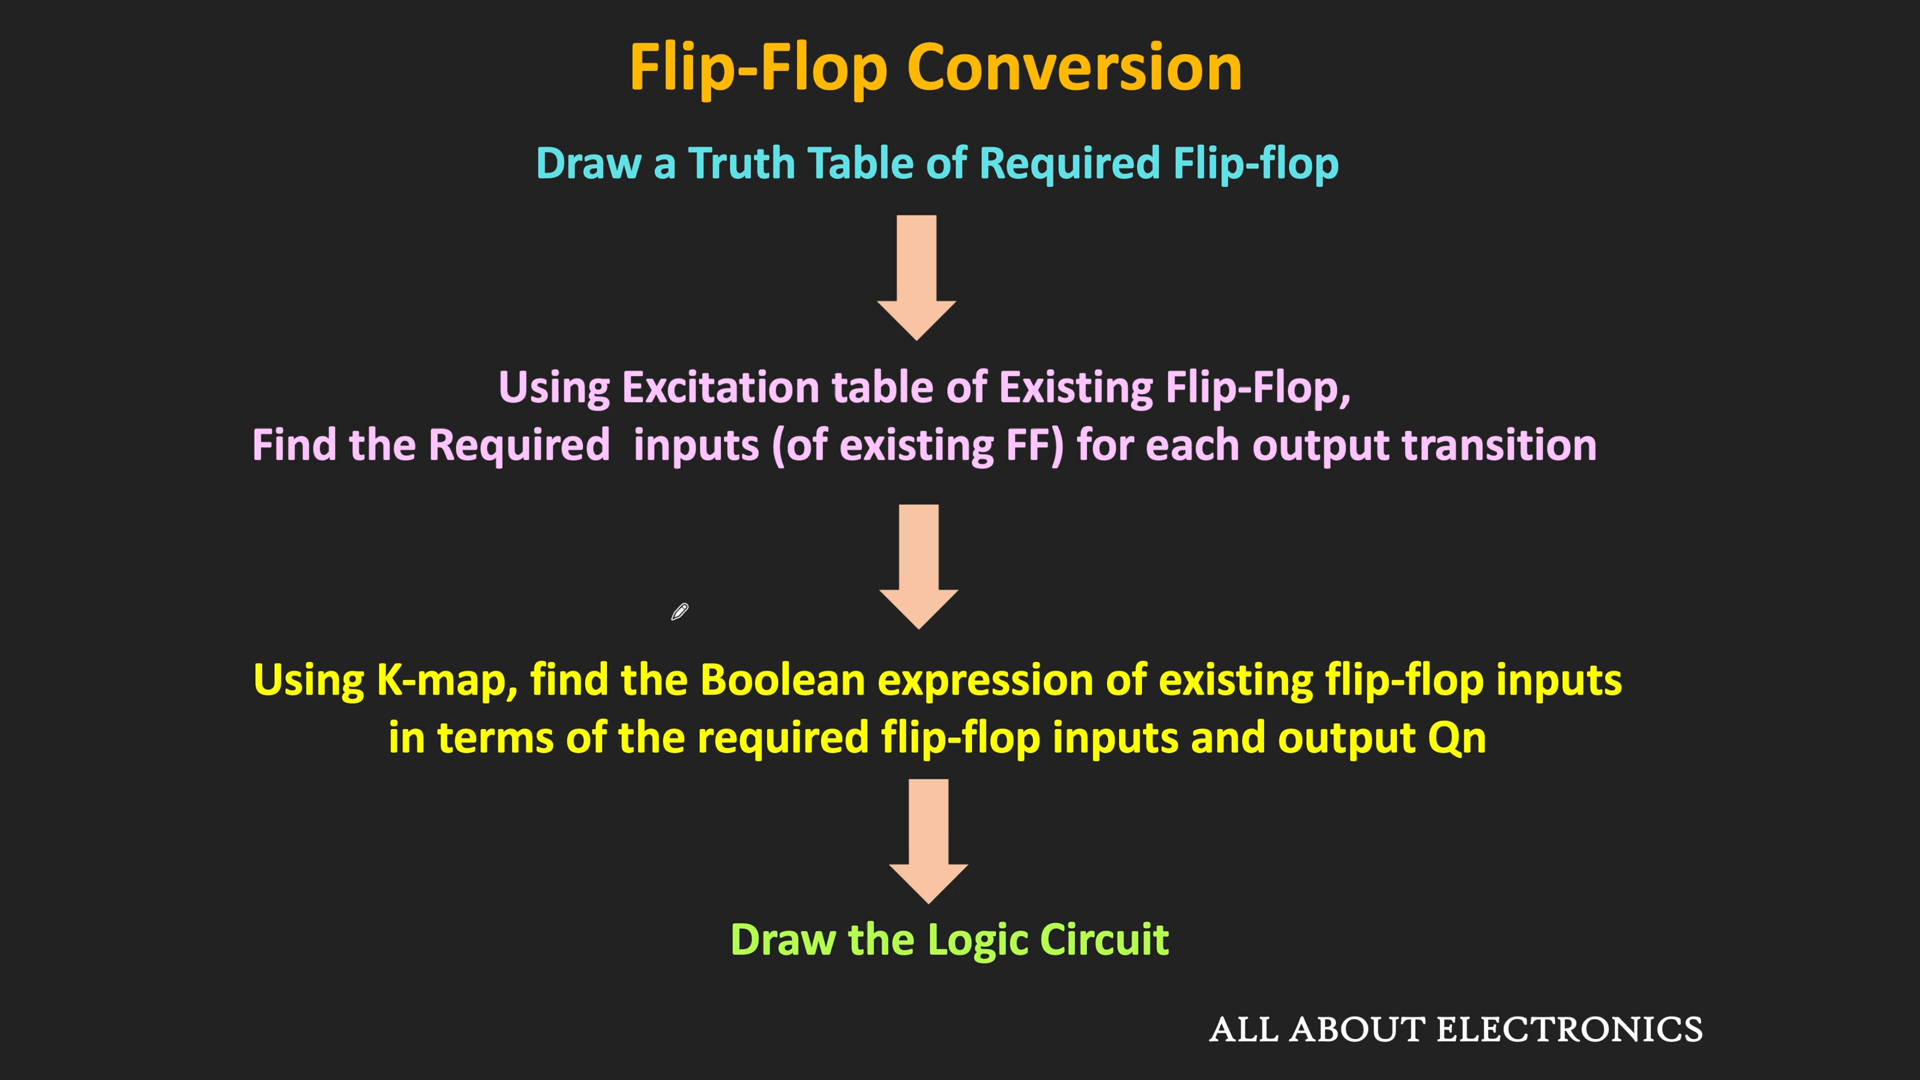 Flip-Flop Conversion
Draw a Truth Table of Required Flip-flop
Using Excitation table of Existing Flip-Flop,
Find the Required  inputs (of existing FF) for each output transition
Using K-map, find the Boolean expression of existing flip-flop inputs
in terms of the required flip-flop inputs and output Qn
Draw the Logic Circuit
ALL ABOUT ELECTRONICS